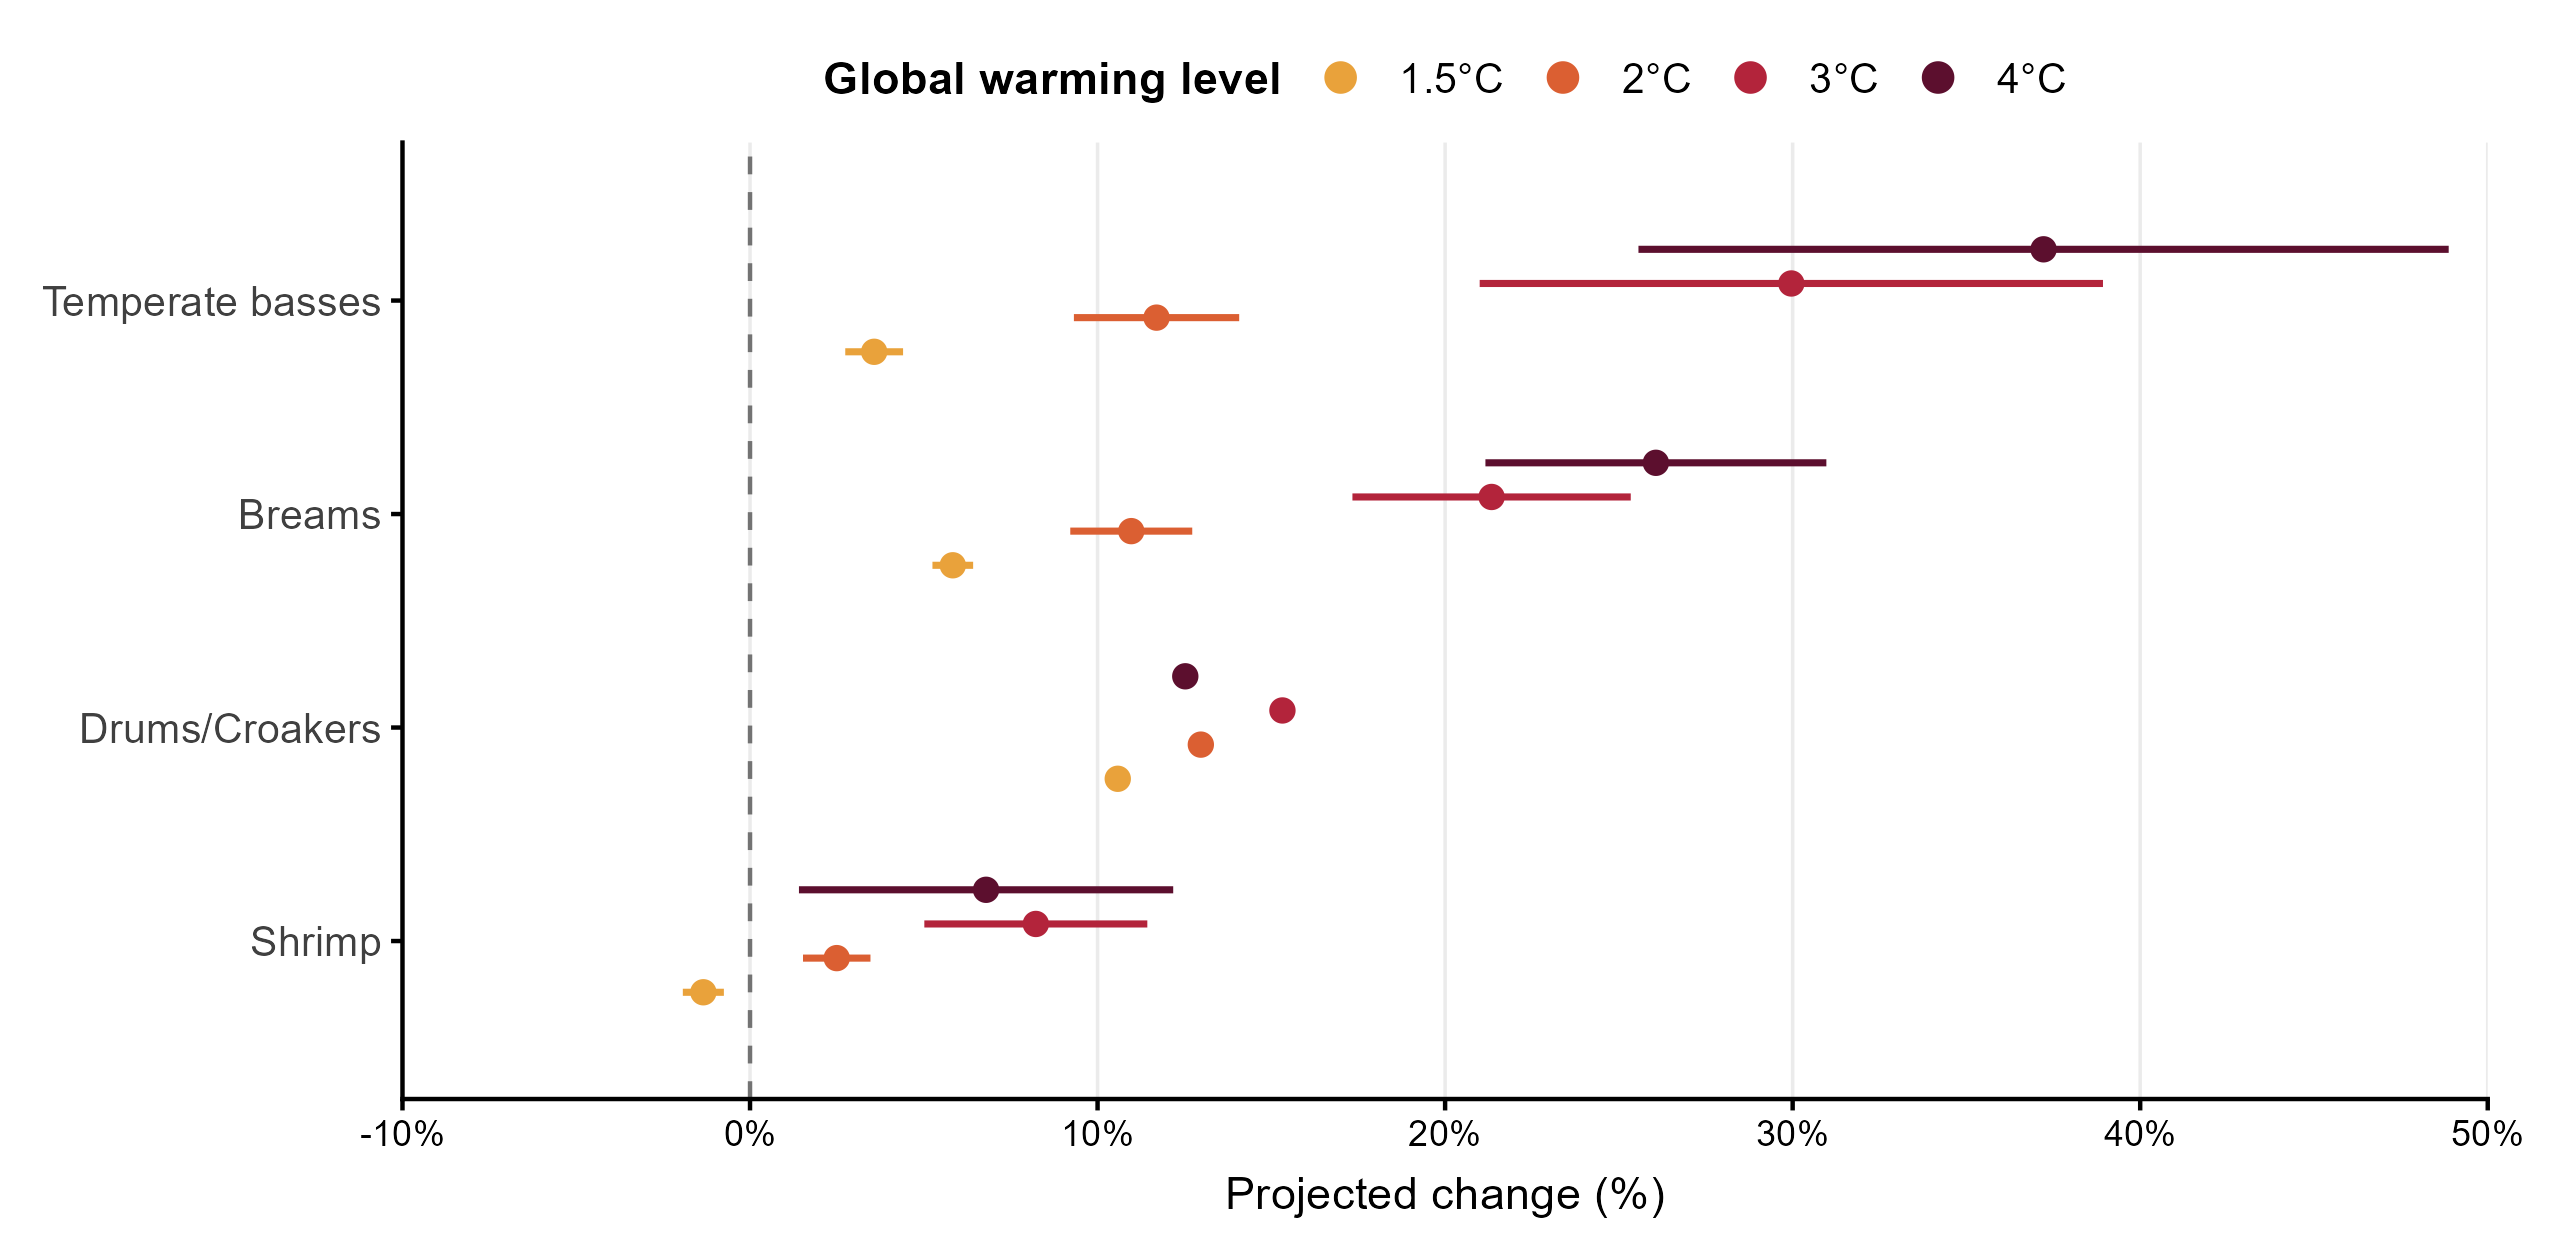 Global warming level 1.5°C 2°C 3°C 4°C
Temperate basses
Breams
Drums/Croakers
Shrimp
-10% 0% 10% 20% 30% 40% 50%
Projected change (%)